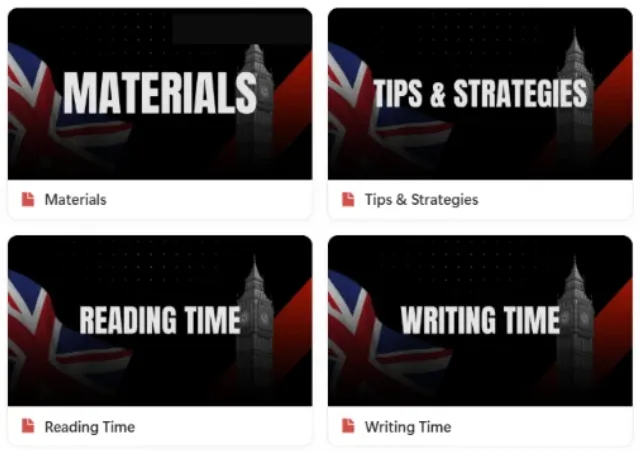 MATERIALS
TIPS & STRATEGIES
Materials
Tips & Strategies
READING TIME
WRITING TIME
Reading Time
Writing Time